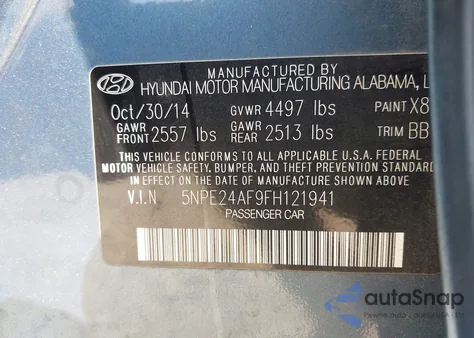 MANUFACTURED BY
HYUNDAI MOTOR MANUFACTURING ALABAMA, L
Oct/30/14 GVWR 4497 lbs PAINT X8
GAWR FRONT 2557 lbs GAWR REAR 2513 lbs TRIM BB
THIS VEHICLE CONFORMS TO ALL APPLICABLE U.S.A. FEDERAL
MOTOR VEHICLE SAFETY, BUMPER, AND THEFT PREVENTION STANDARDS
IN EFFECT ON THE DATE OF MANUFACTURE SHOWN ABOVE.
V.I.N 5NPE24AF9FH121941
PASSENGER CAR
autoSnap